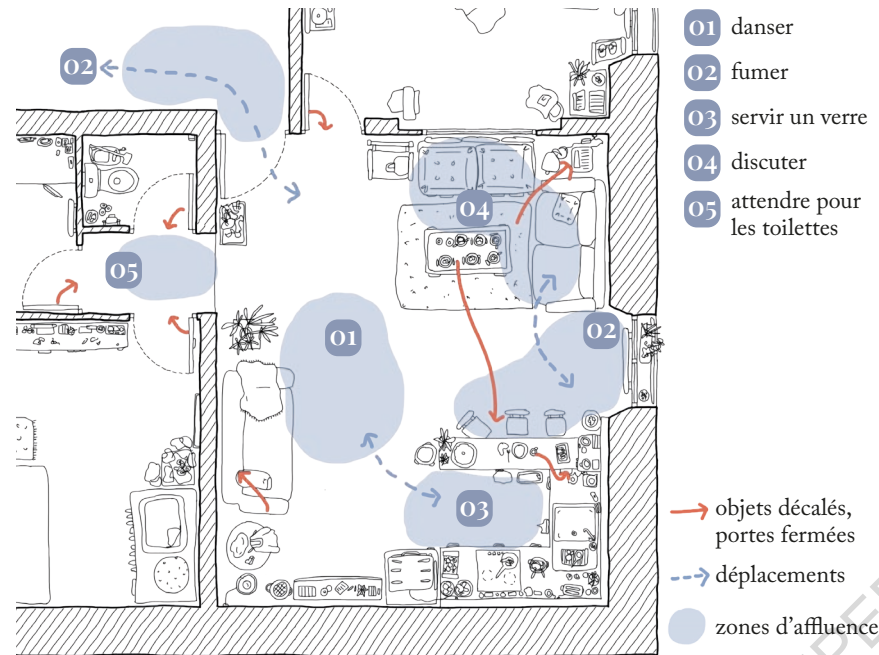 01 danser
02 fumer
03 servir un verre
04 discuter
05 attendre pour
les toilettes
02
04
05
01
02
03
objets décalés,
portes fermées
déplacements
zones d'affluence